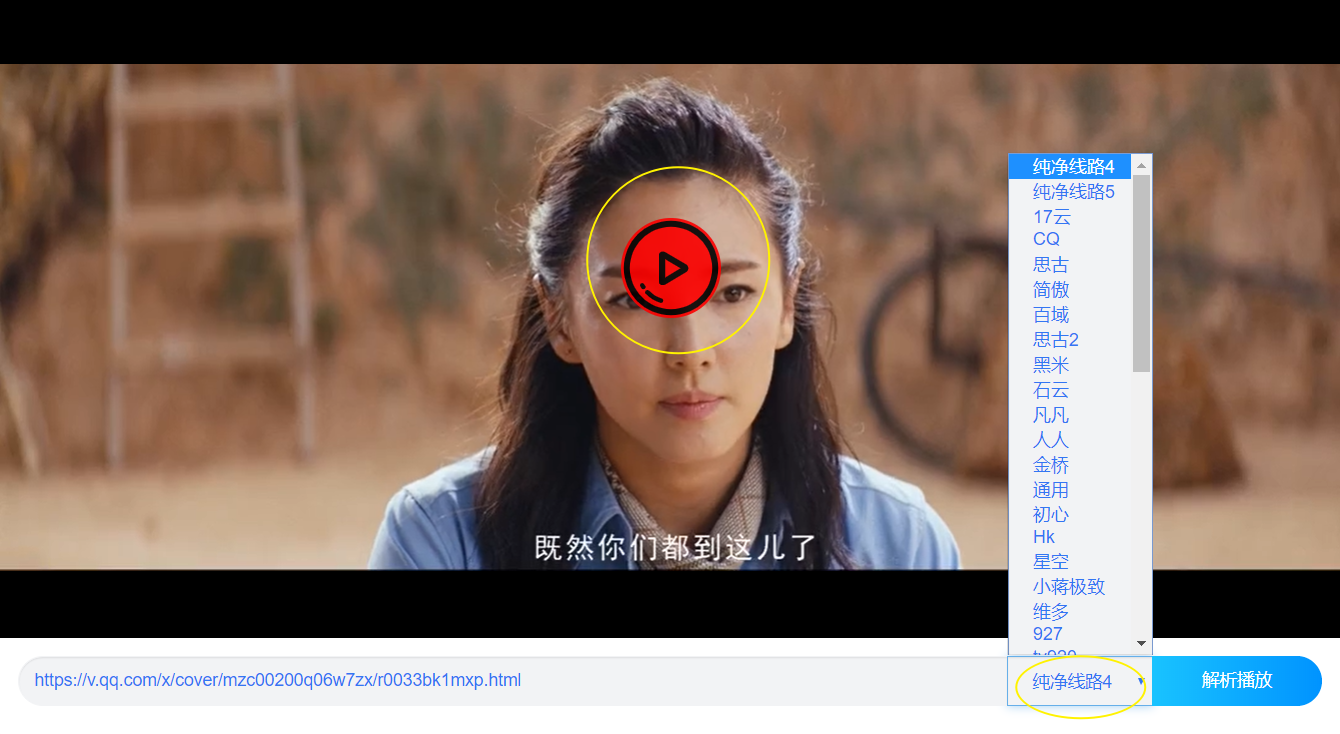 纯净线路4
纯净线路5
17云
CQ
思古
简傲
百域
思古2
黑米
石云
凡凡
人人
金桥
通用
初心
Hk
星空
小蒋极致
维多
927
既然你们都到这儿了
https://v.qq.com/x/cover/mzc00200q06w7zx/r0033bk1mxp.html
纯净线路4
解析播放